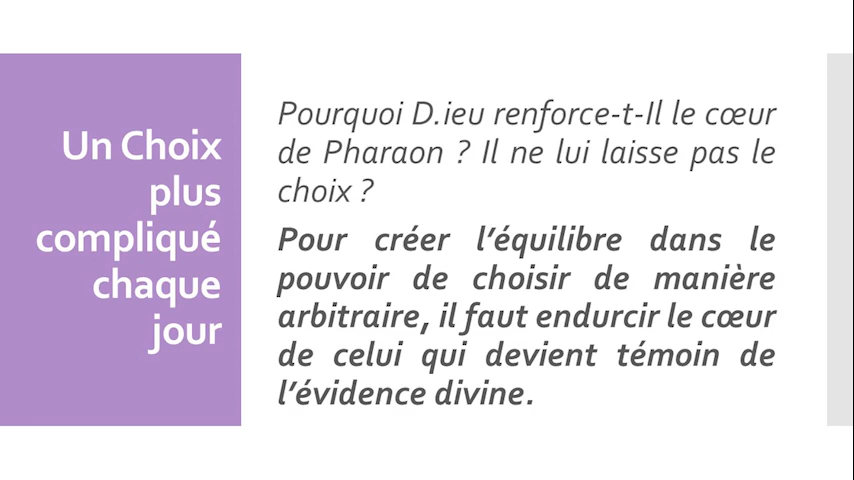 Un Choix
plus
compliqué
chaque
jour
Pourquoi D.ieu renforce-t-Il le cœur
de Pharaon ? Il ne lui laisse pas le
choix ?
Pour créer l’équilibre dans le
pouvoir de choisir de manière
arbitraire, il faut endurcir le cœur
de celui qui devient témoin de
l’évidence divine.